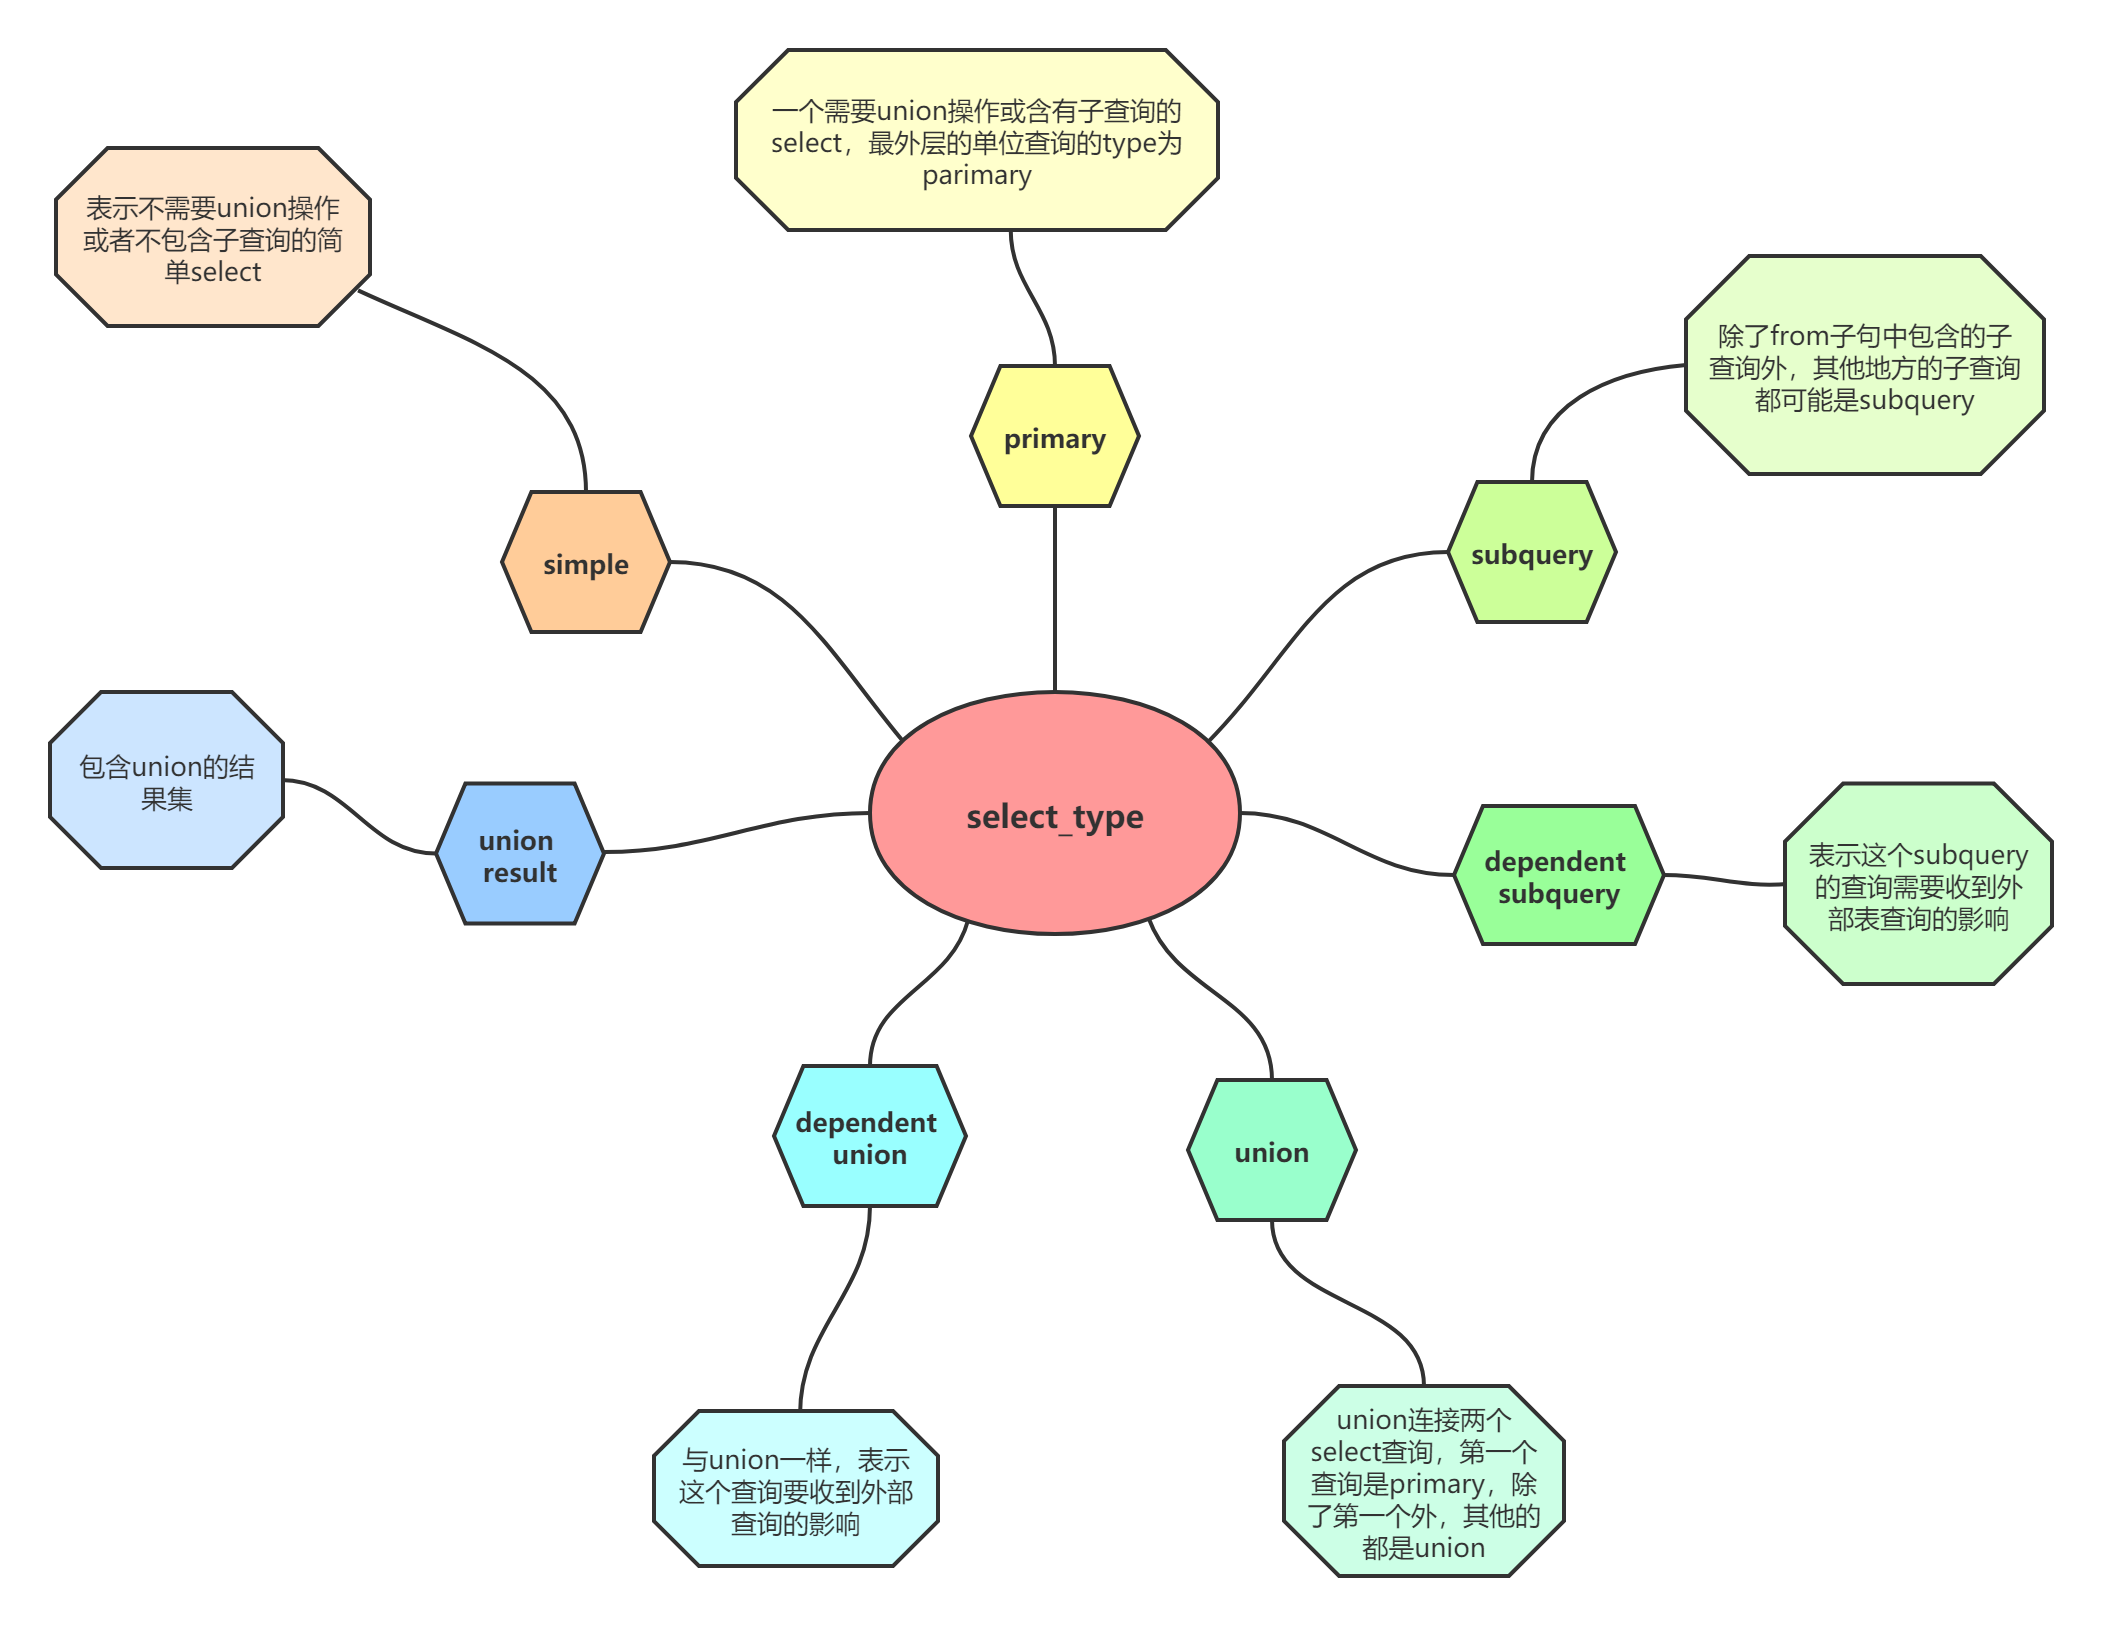 一个需要union操作或含有子查询的
select，最外层的单位查询的type为
parimary
表示不需要union操作
或者不包含子查询的简
单select
除了from子句中包含的子
查询外，其他地方的子查询
都可能是subquery
primary
simple
subquery
包含union的结
果集
union
result
select_type
dependent
subquery
表示这个subquery
的查询需要收到外
部表查询的影响
dependent
union
union
与union一样，表示
这个查询要收到外部
查询的影响
union连接两个
select查询，第一个
查询是primary，除
了第一个外，其他的
都是union